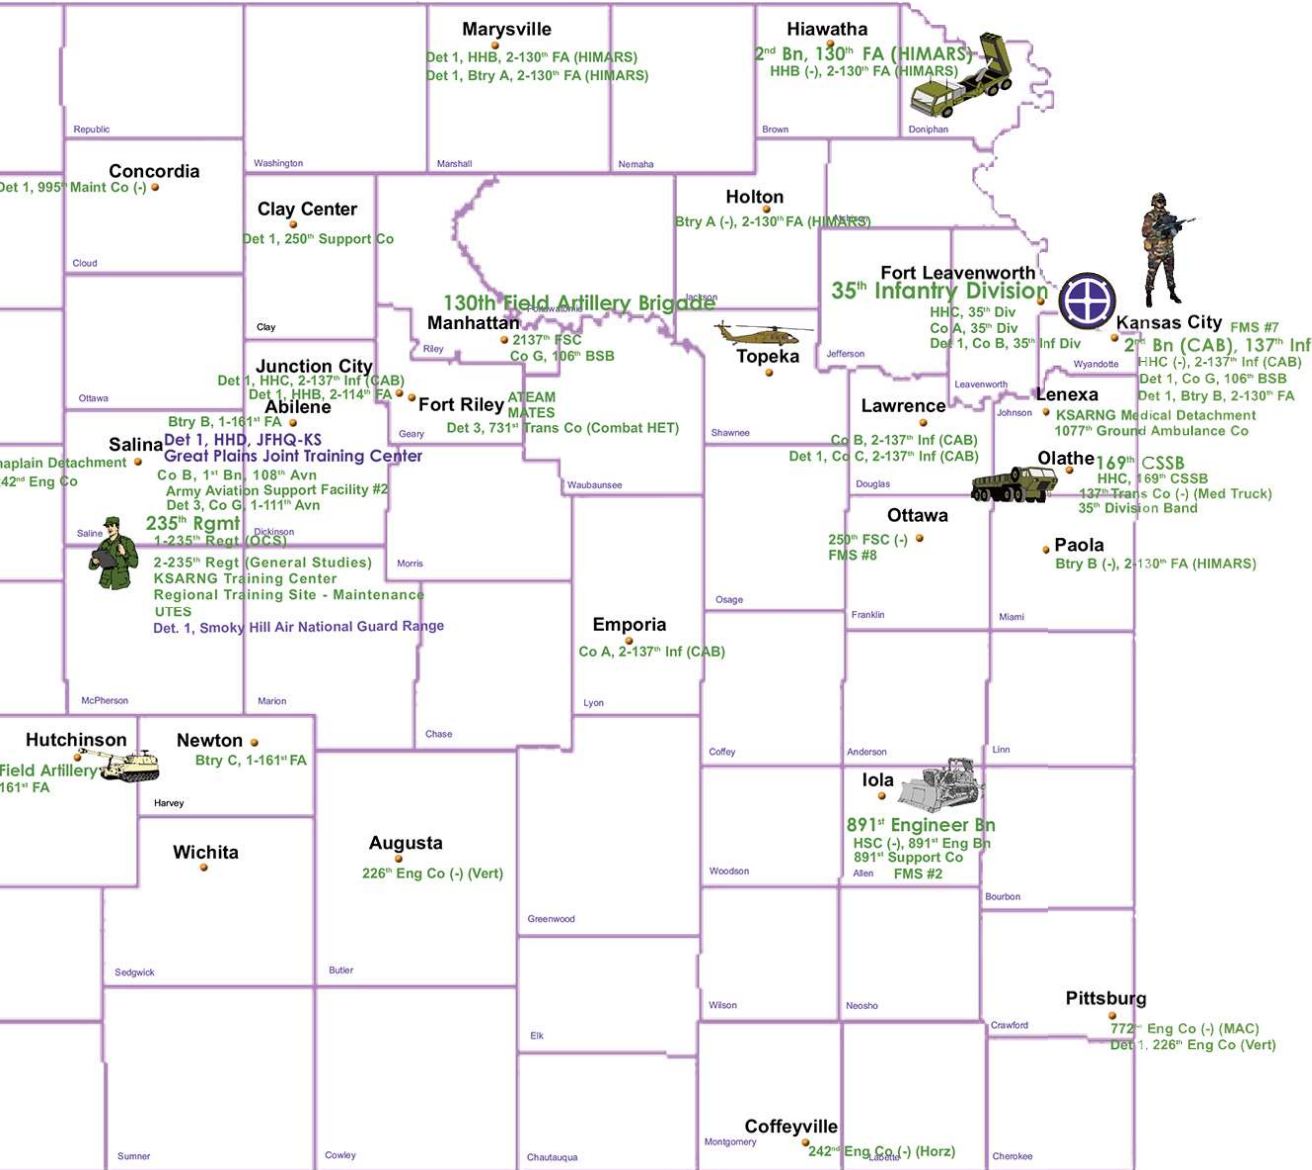 Marysville
Det 1, HHB, 2-130th FA (HIMARS)
Det 1, Btry A, 2-130th FA (HIMARS)
Hiawatha
2nd Bn, 130th FA (HIMARS)
HHB (-), 2-130th FA (HIMARS)
Republic
Washington
Marshall
Nemaha
Brown
Doniphan
Concordia
Det 1, 995th Maint Co (-)
Cloud
Clay Center
Det 1, 250th Support Co
Clay
Holton
Btry A (-), 2-130th FA (HIMARS)
Jackson
130th Field Artillery Brigade
Manhattan
2137th FSC
Co G, 106th BSB
Riley
Fort Leavenworth
35th Infantry Division
HHC, 35th Div
Co A, 35th Div
Det 1, Co B, 35th Inf Div
Jefferson
Leavenworth
Kansas City FMS #7
2nd Bn (CAB), 137th Inf
HHC (-), 2-137th Inf (CAB)
Det 1, Co G, 106th BSB
Det 1, Btry B, 2-130th FA
Wyandotte
Topeka
Shawnee
Junction City
Det 1, HHC, 2-137th Inf (CAB)
Det 1, HHB, 2-114th FA
Ottawa
Abilene
Btry B, 1-161st FA
Fort Riley
ATEAM
MATES
Det 3, 731st Trans Co (Combat HET)
Geary
Waubaunsee
Lawrence
Co B, 2-137th Inf (CAB)
Det 1, Co C, 2-137th Inf (CAB)
Douglas
Lenexa
Johnson
KSARNG Medical Detachment
1077th Ground Ambulance Co
Salina
Det 1, HHD, JFHQ-KS
Great Plains Joint Training Center
haplain Detachment
42nd Eng Co
Co B, 1st Bn, 108th Avn
Army Aviation Support Facility #2
Det 3, Co G, 1-111th Avn
235th Rgmt
1-235th Regt (OCS)
Saline
Dickinson
2-235th Regt (General Studies)
KSARNG Training Center
Regional Training Site - Maintenance
UTES
Det. 1, Smoky Hill Air National Guard Range
Morris
Olathe
169th CSSB
HHC, 169th CSSB
137th Trans Co (-) (Med Truck)
35th Division Band
Ottawa
250th FSC (-)
FMS #8
Paola
Btry B (-), 2-130th FA (HIMARS)
Osage
Franklin
Miami
Emporia
Co A, 2-137th Inf (CAB)
McPherson
Marion
Lyon
Chase
Coffey
Anderson
Linn
Hutchinson
Field Artillery
161st FA
Newton
Btry C, 1-161st FA
Harvey
Iola
891st Engineer Bn
HSC (-), 891st Eng Bn
891st Support Co
FMS #2
Woodson
Allen
Bourbon
Wichita
Augusta
226th Eng Co (-) (Vert)
Greenwood
Sedgwick
Butler
Wilson
Neosho
Pittsburg
772nd Eng Co (-) (MAC)
Det 1, 226th Eng Co (Vert)
Crawford
Elk
Coffeyville
242nd Eng Co (-) (Horz)
Montgomery
Labette
Sumner
Cowley
Chautauqua
Cherokee